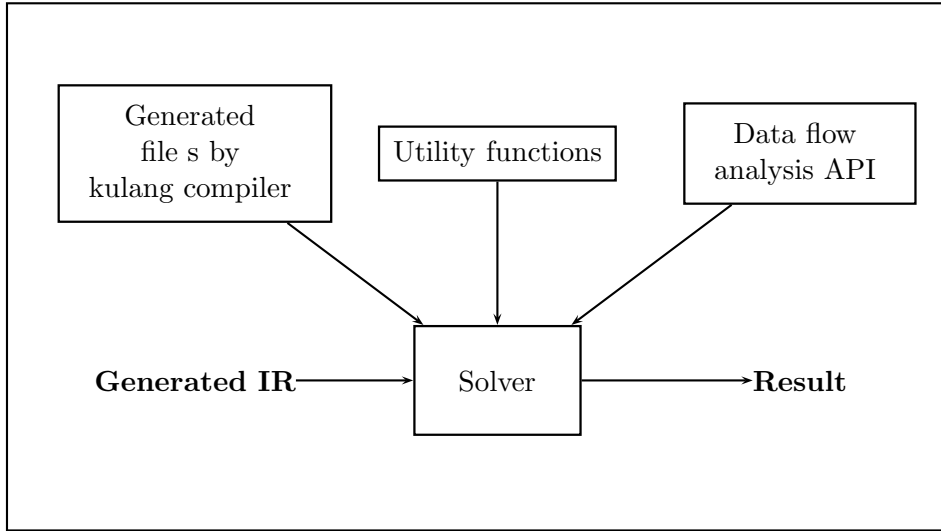 Generated
file s by
kulang compiler
Utility functions
Data flow
analysis API
Generated IR
Solver
Result